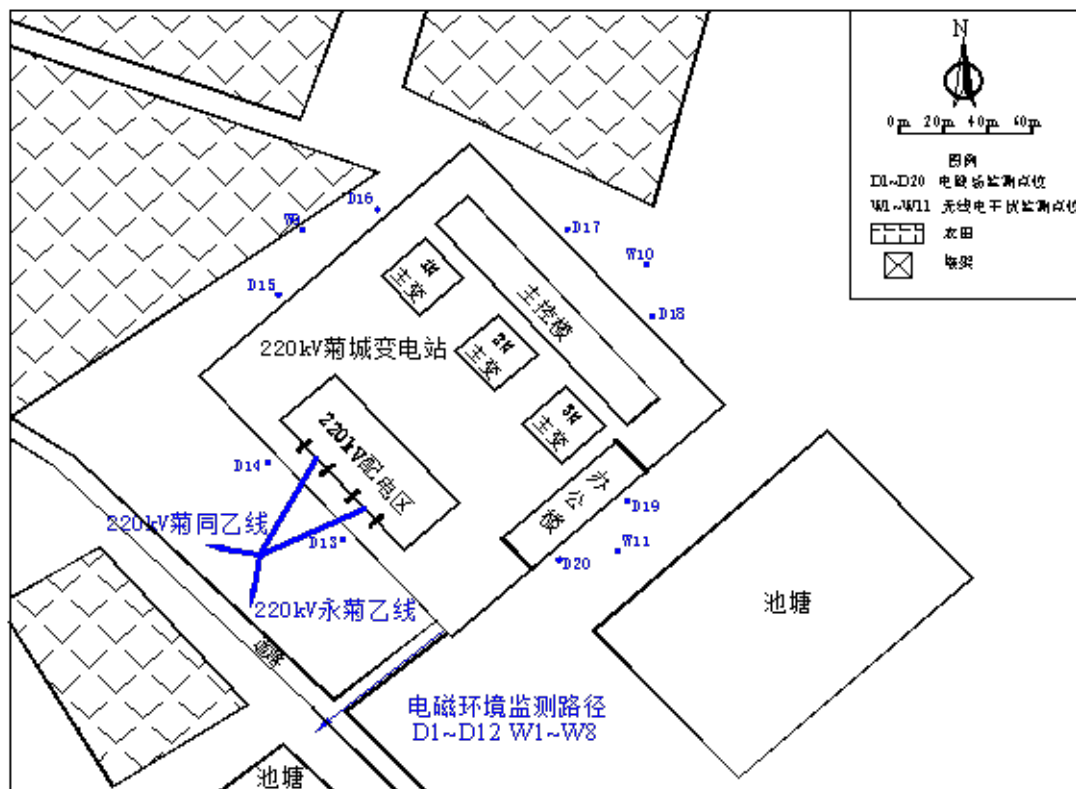 N
0m 20m 40m 60m
图例
D1~D20 电磁场监测点位
W1~W11 无线电干扰监测点位
农田
塔架
D16
W9
D15
D17
W10
D18
1#
主变
主控楼
2#
主变
220kV菊城变电站
3#
主变
220kV配电区
办公楼
D14
D19
220kV菊同乙线
D13
W11
D20
220kV永菊乙线
池塘
道路
电磁环境监测路径
D1~D12 W1~W8
池塘